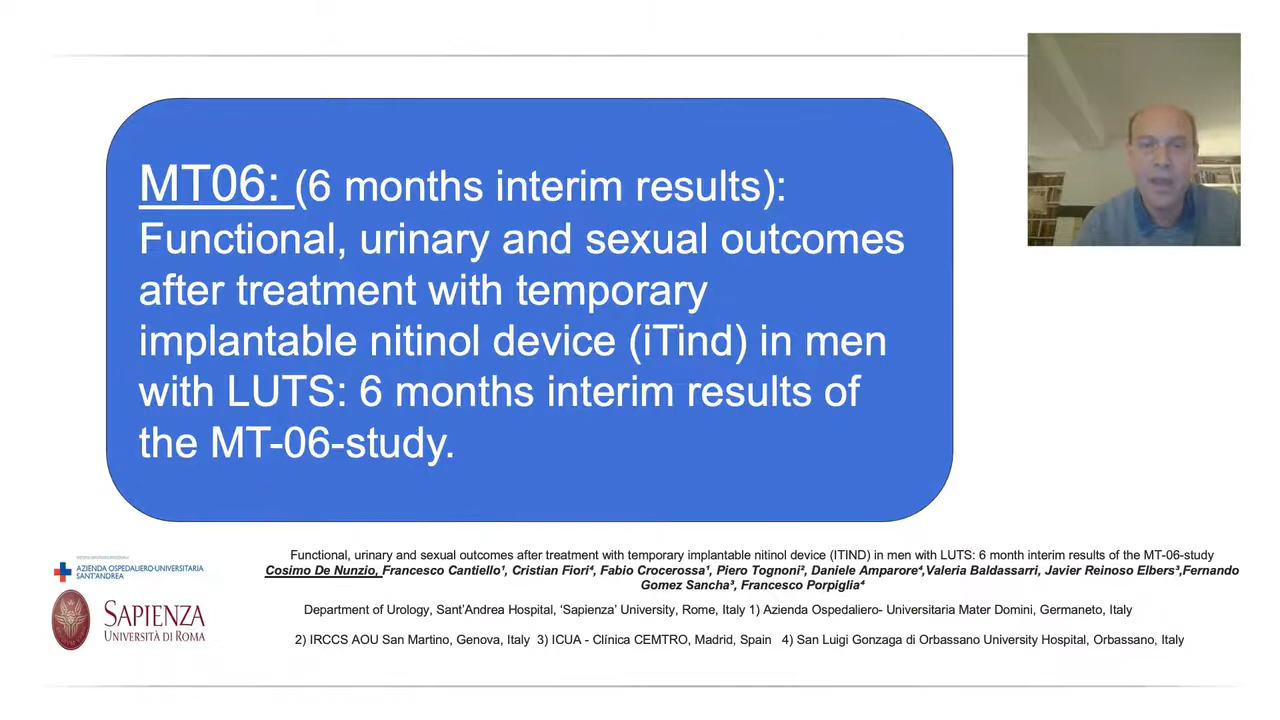 MT06: (6 months interim results):
Functional, urinary and sexual outcomes
after treatment with temporary
implantable nitinol device (iTind) in men
with LUTS: 6 months interim results of
the MT-06-study.
AZIENDA OSPEDALIERO-UNIVERSITARIA
SANT'ANDREA
SAPIENZA
UNIVERSITÀ DI ROMA
Functional, urinary and sexual outcomes after treatment with temporary implantable nitinol device (ITIND) in men with LUTS: 6 month interim results of the MT-06-study
Cosimo De Nunzio, Francesco Cantiello¹, Cristian Fiori⁴, Fabio Crocerossa¹, Piero Tognoni², Daniele Amparore⁴,Valeria Baldassarri, Javier Reinoso Elbers³,Fernando
Gomez Sancha³, Francesco Porpiglia⁴
Department of Urology, Sant'Andrea Hospital, 'Sapienza' University, Rome, Italy 1) Azienda Ospedaliero- Universitaria Mater Domini, Germaneto, Italy
2) IRCCS AOU San Martino, Genova, Italy 3) ICUA - Clínica CEMTRO, Madrid, Spain 4) San Luigi Gonzaga di Orbassano University Hospital, Orbassano, Italy